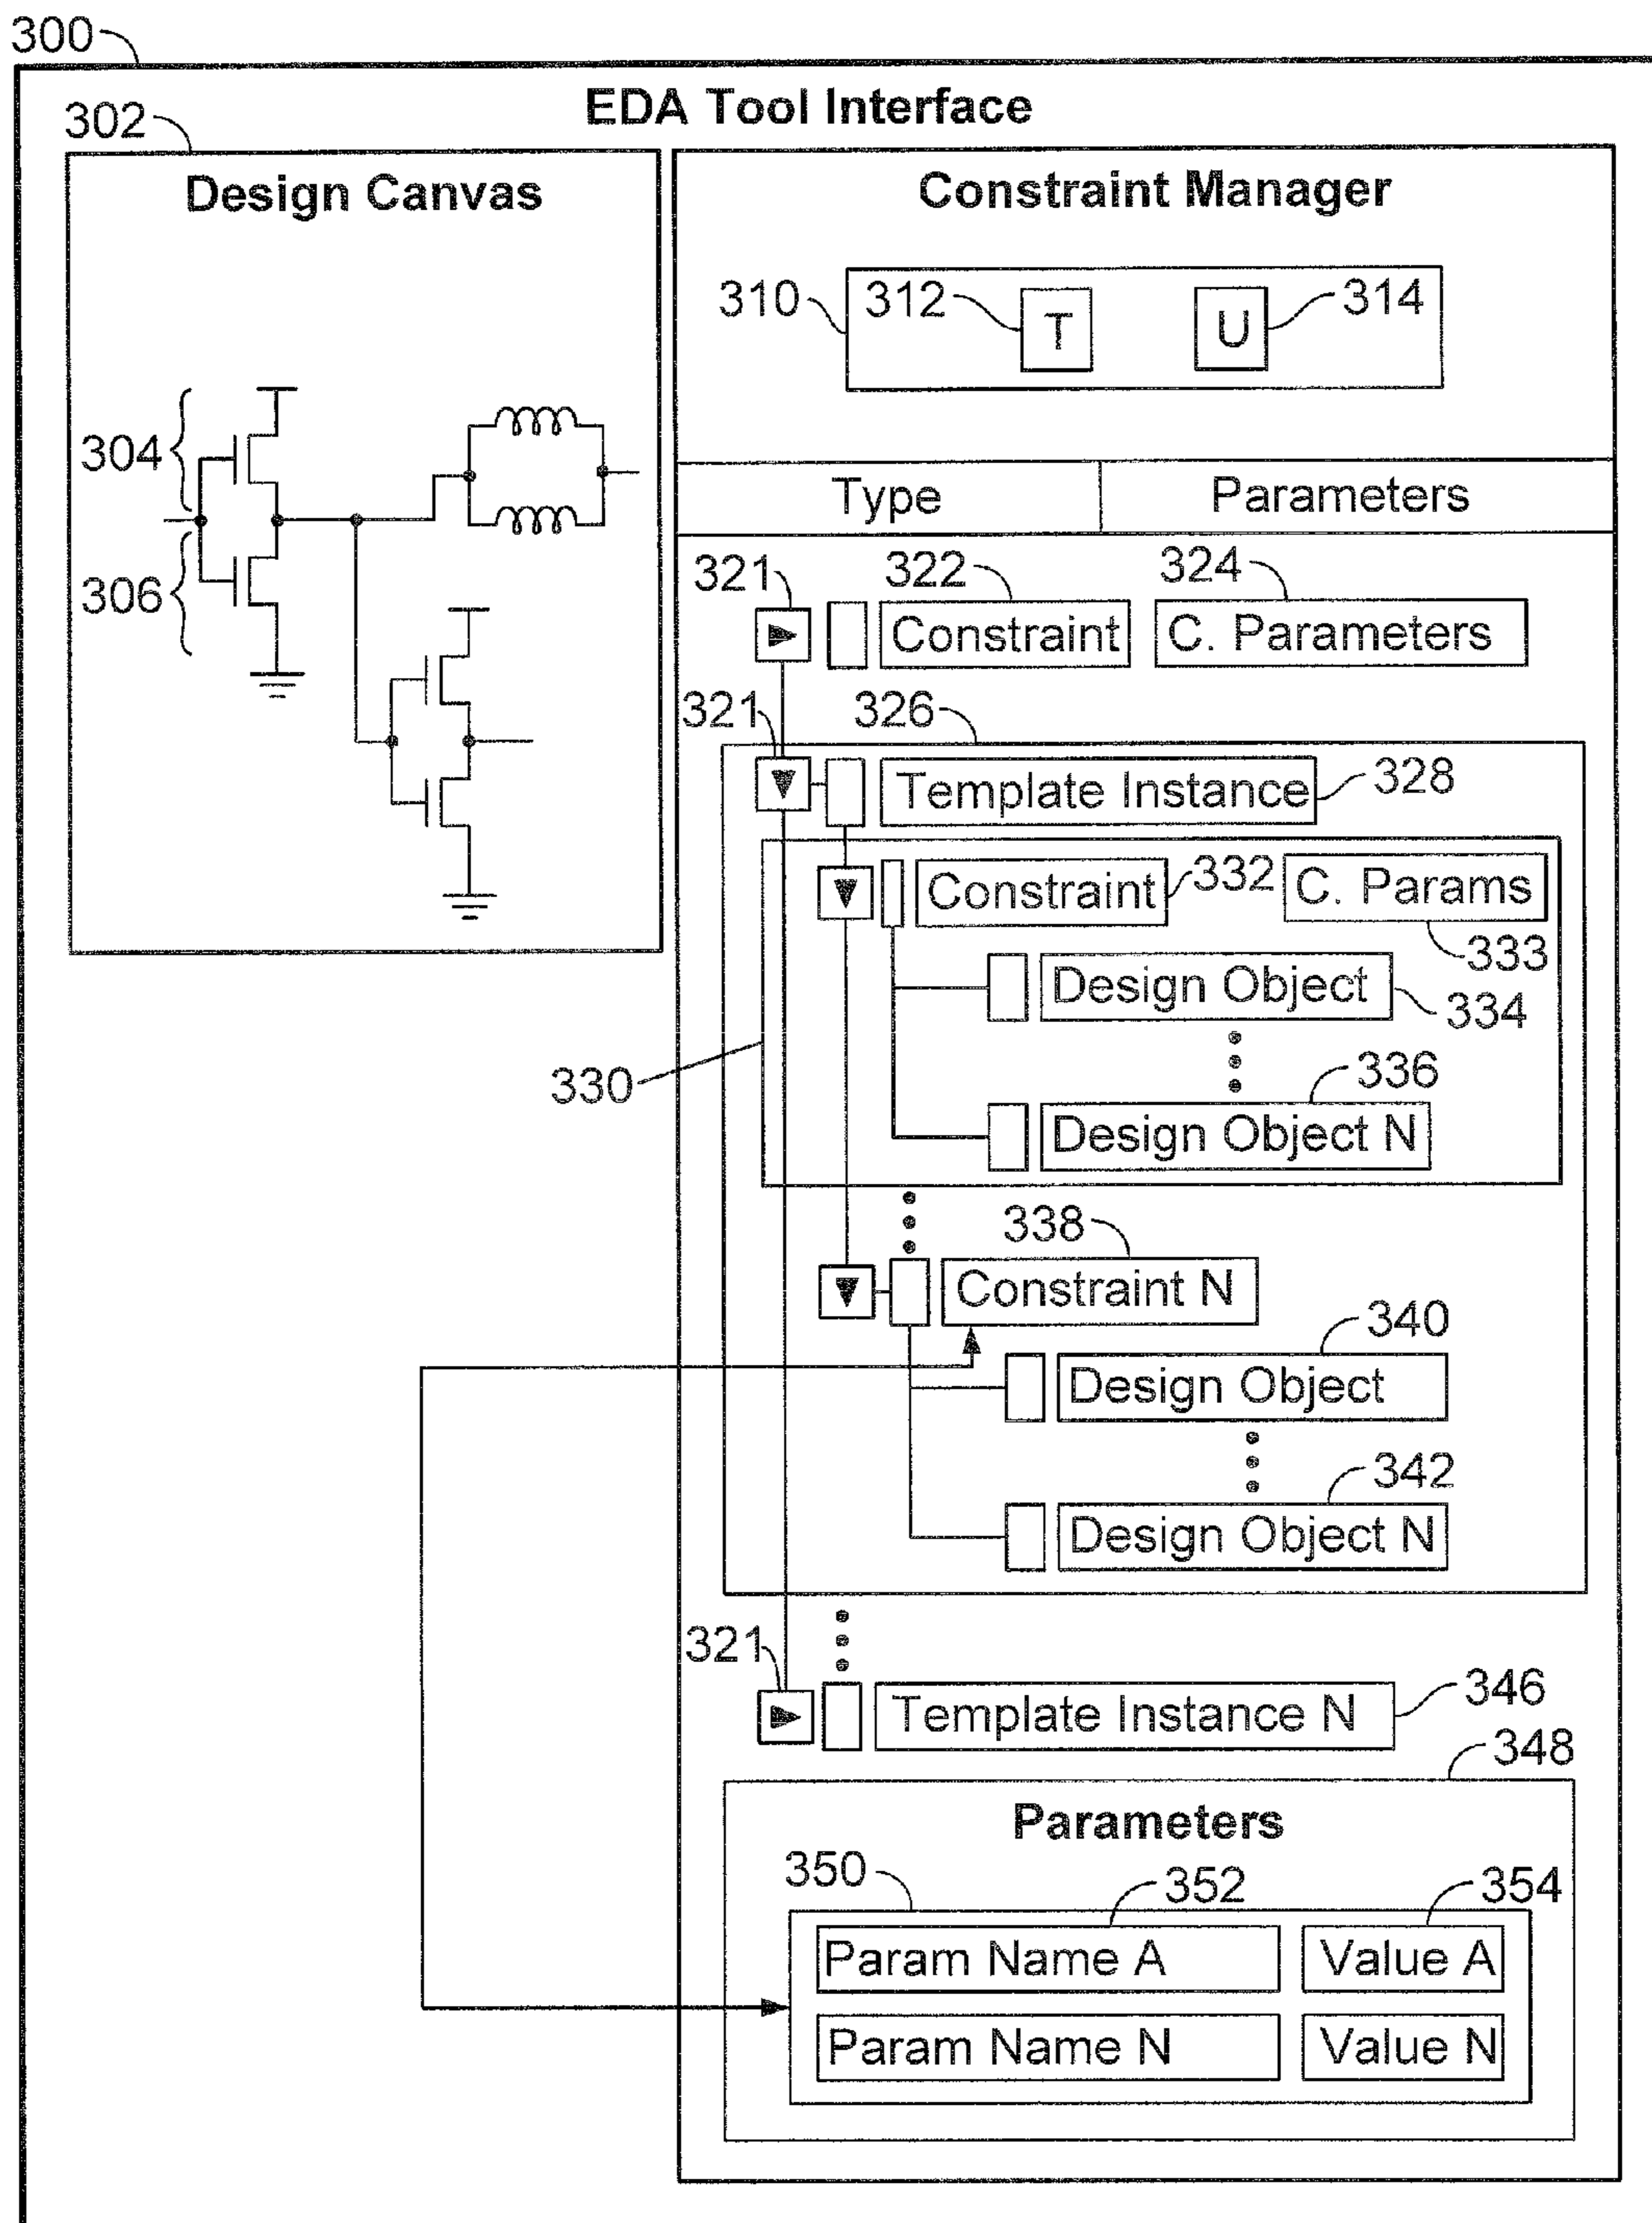 300
EDA Tool Interface
302
Design Canvas
304
306
Constraint Manager
310
312
T
U
314
Type
Parameters
321
322
324
Constraint
C. Parameters
321
326
Template Instance
328
Constraint
332
C. Params
333
Design Object
334
330
336
Design Object N
338
Constraint N
340
Design Object
342
Design Object N
321
Template Instance N
346
348
Parameters
350
352
354
Param Name A
Value A
Param Name N
Value N